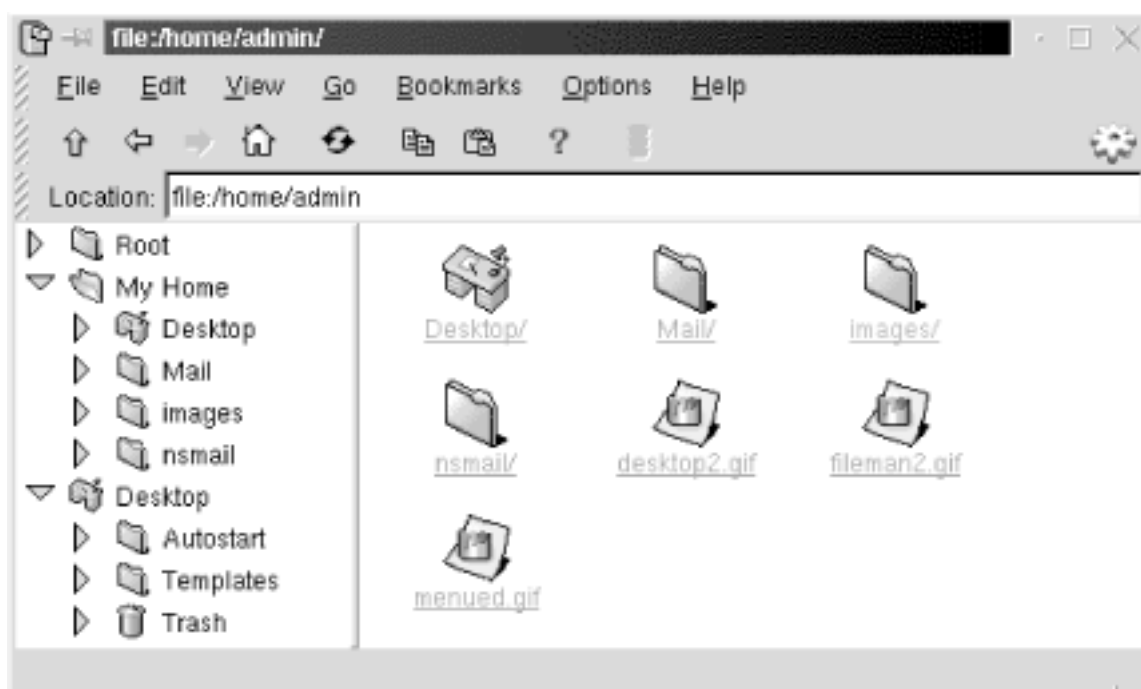 file:/home/admin/
File Edit View Go Bookmarks Options Help
?
Location: file:/home/admin
Root
My Home
Desktop
Mail
images
nsmail
Desktop
Autostart
Templates
Trash
Desktop/ Mail/ images/
nsmail/ desktop2.gif fileman2.gif
menued.gif